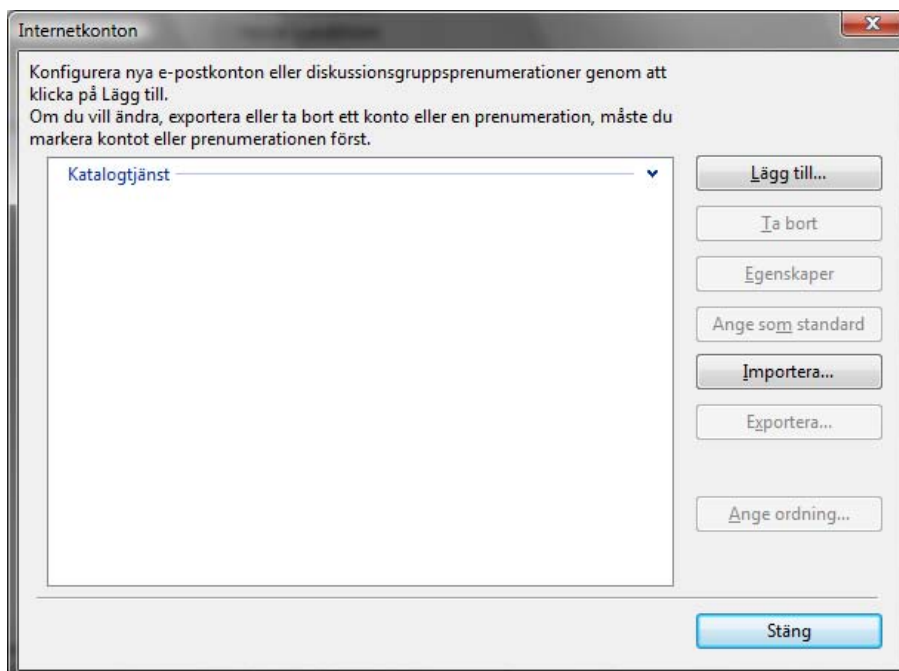 Internetkonton
Konfigurera nya e-postkonton eller diskussionsgruppsprenumerationer genom att
klicka på Lägg till.
Om du vill ändra, exportera eller ta bort ett konto eller en prenumeration, måste du
markera kontot eller prenumerationen först.
Katalogtjänst
Lägg till...
Ta bort
Egenskaper
Ange som standard
Importera...
Exportera...
Ange ordning...
Stäng